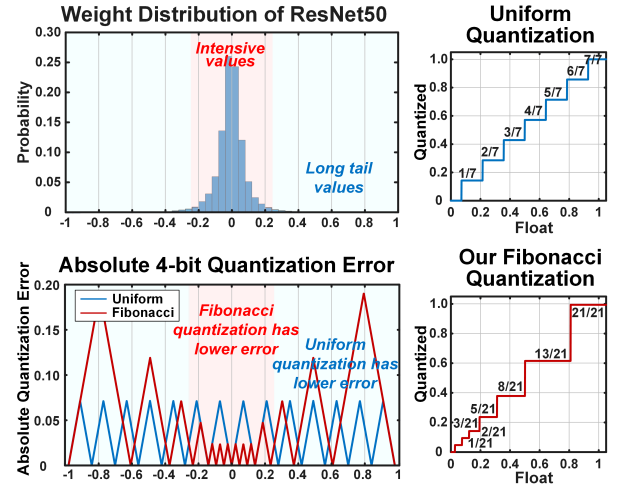 Weight Distribution of ResNet50
Probability
0.30
0.25
0.20
0.15
0.10
0.05
0
Intensive
values
Long tail
values
-1 -0.8 -0.6 -0.4 -0.2 0 0.2 0.4 0.6 0.8 1
Uniform
Quantization
Quantized
1.0
0.8
0.6
0.4
0.2
0
1/7
2/7
3/7
4/7
5/7
6/7
7/7
0 0.2 0.4 0.6 0.8 1
Float
Absolute 4-bit Quantization Error
Absolute Quantization Error
0.20
0.15
0.10
0.05
0
Uniform
Fibonacci
Fibonacci
quantization has
lower error
Uniform
quantization has
lower error
-1 -0.8 -0.6 -0.4 -0.2 0 0.2 0.4 0.6 0.8 1
Our Fibonacci
Quantization
Quantized
1.0
0.8
0.6
0.4
0.2
0
1/21
2/21
3/21
5/21
8/21
13/21
21/21
0 0.2 0.4 0.6 0.8 1
Float